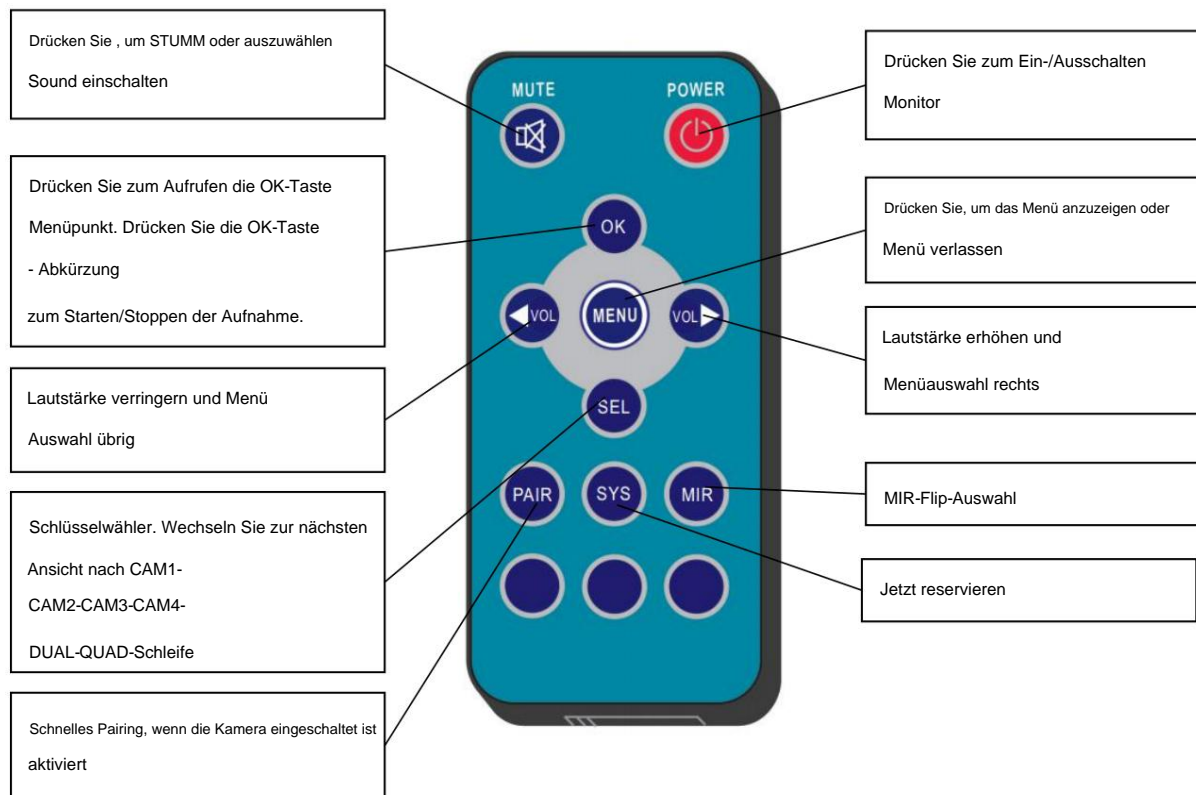 Drücken Sie , um STUMM oder auszuwählen
Sound einschalten
Drücken Sie zum Aufrufen die OK-Taste
Menüpunkt. Drücken Sie die OK-Taste
- Abkürzung
zum Starten/Stoppen der Aufnahme.
Lautstärke verringern und Menü
Auswahl übrig
Schlüsselwähler. Wechseln Sie zur nächsten
Ansicht nach CAM1-
CAM2-CAM3-CAM4-
DUAL-QUAD-Schleife
Schnelles Pairing, wenn die Kamera eingeschaltet ist
aktiviert
MUTE
POWER
OK
VOL
MENU
VOL
SEL
PAIR
SYS
MIR
Drücken Sie zum Ein-/Ausschalten
Monitor
Drücken Sie, um das Menü anzuzeigen oder
Menü verlassen
Lautstärke erhöhen und
Menüauswahl rechts
MIR-Flip-Auswahl
Jetzt reservieren